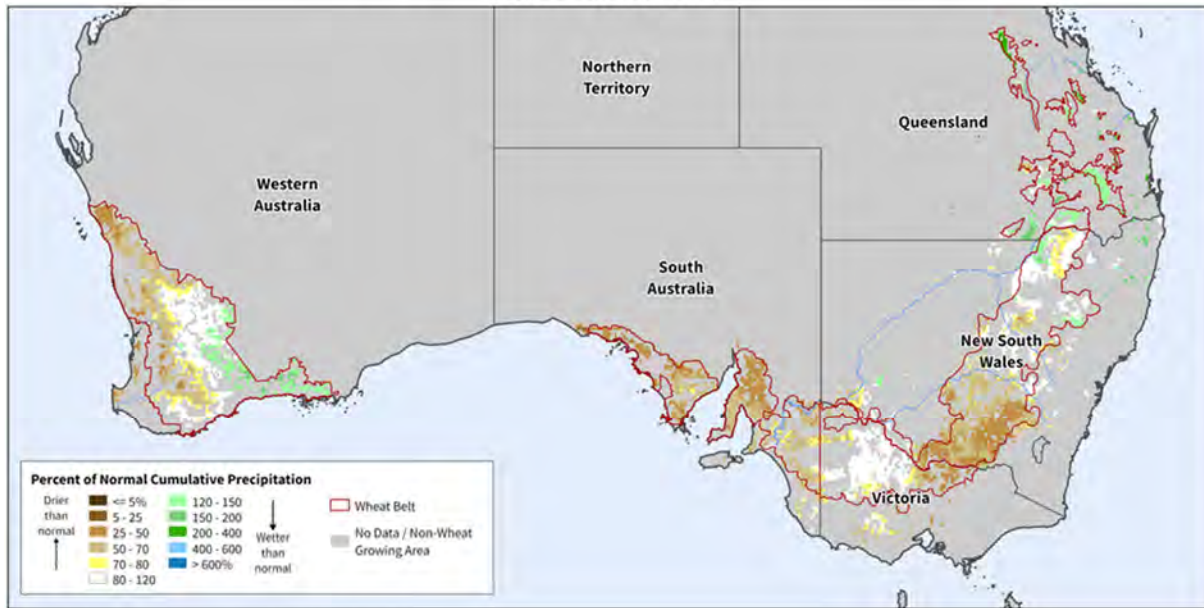 Northern
Territory
Queensland
Western
Australia
South
Australia
New South
Wales
Victoria
Percent of Normal Cumulative Precipitation
Drier
than
normal
<= 5%
5 - 25
25 - 50
50 - 70
70 - 80
80 - 120
120 - 150
150 - 200
200 - 400
400 - 600
> 600%
Wetter
than
normal
Wheat Belt
No Data / Non-Wheat
Growing Area